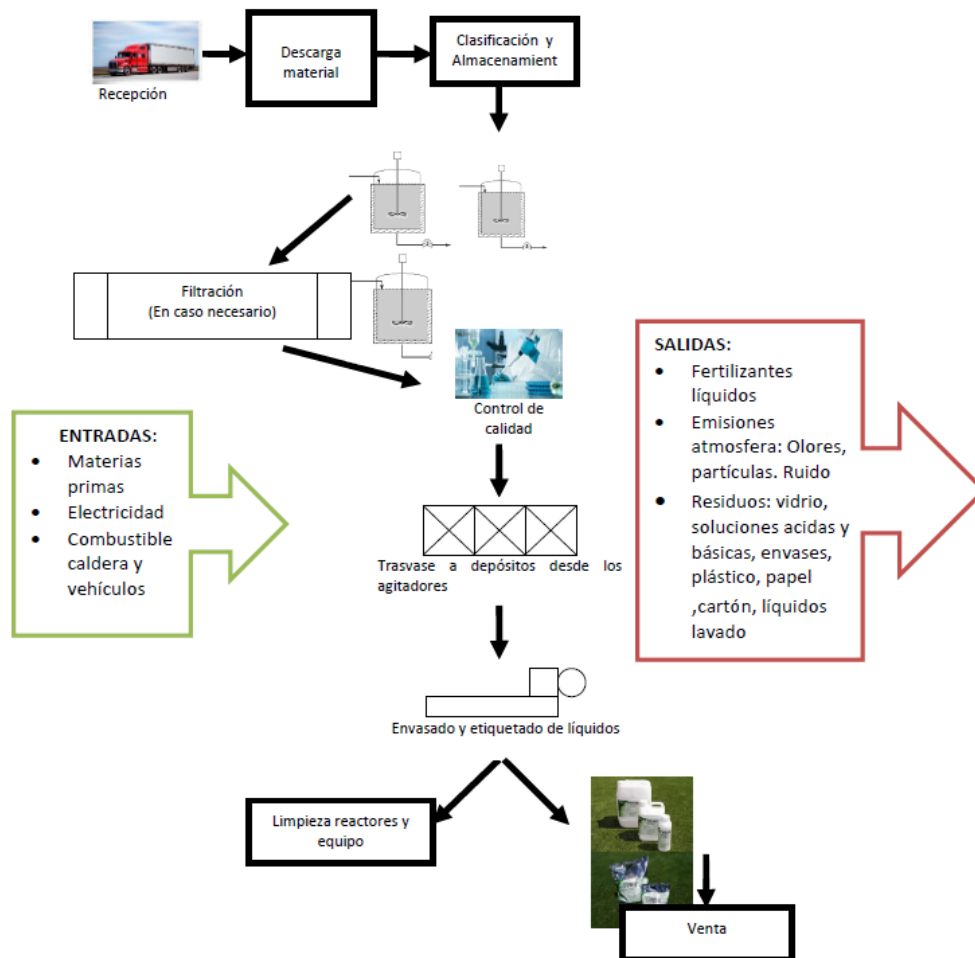 Recepción
Descarga
material
Clasificación y
Almacenamient
Filtración
(En caso necesario)
Control de
calidad
ENTRADAS:
• Materias
primas
• Electricidad
• Combustible
caldera y
vehículos
SALIDAS:
• Fertilizantes
líquidos
• Emisiones
atmosfera: Olores,
partículas. Ruido
• Residuos: vidrio,
soluciones acidas y
básicas, envases,
plástico, papel
,cartón, líquidos
lavado
Trasvase a depósitos desde los
agitadores
Envasado y etiquetado de líquidos
Limpieza reactores y
equipo
Venta